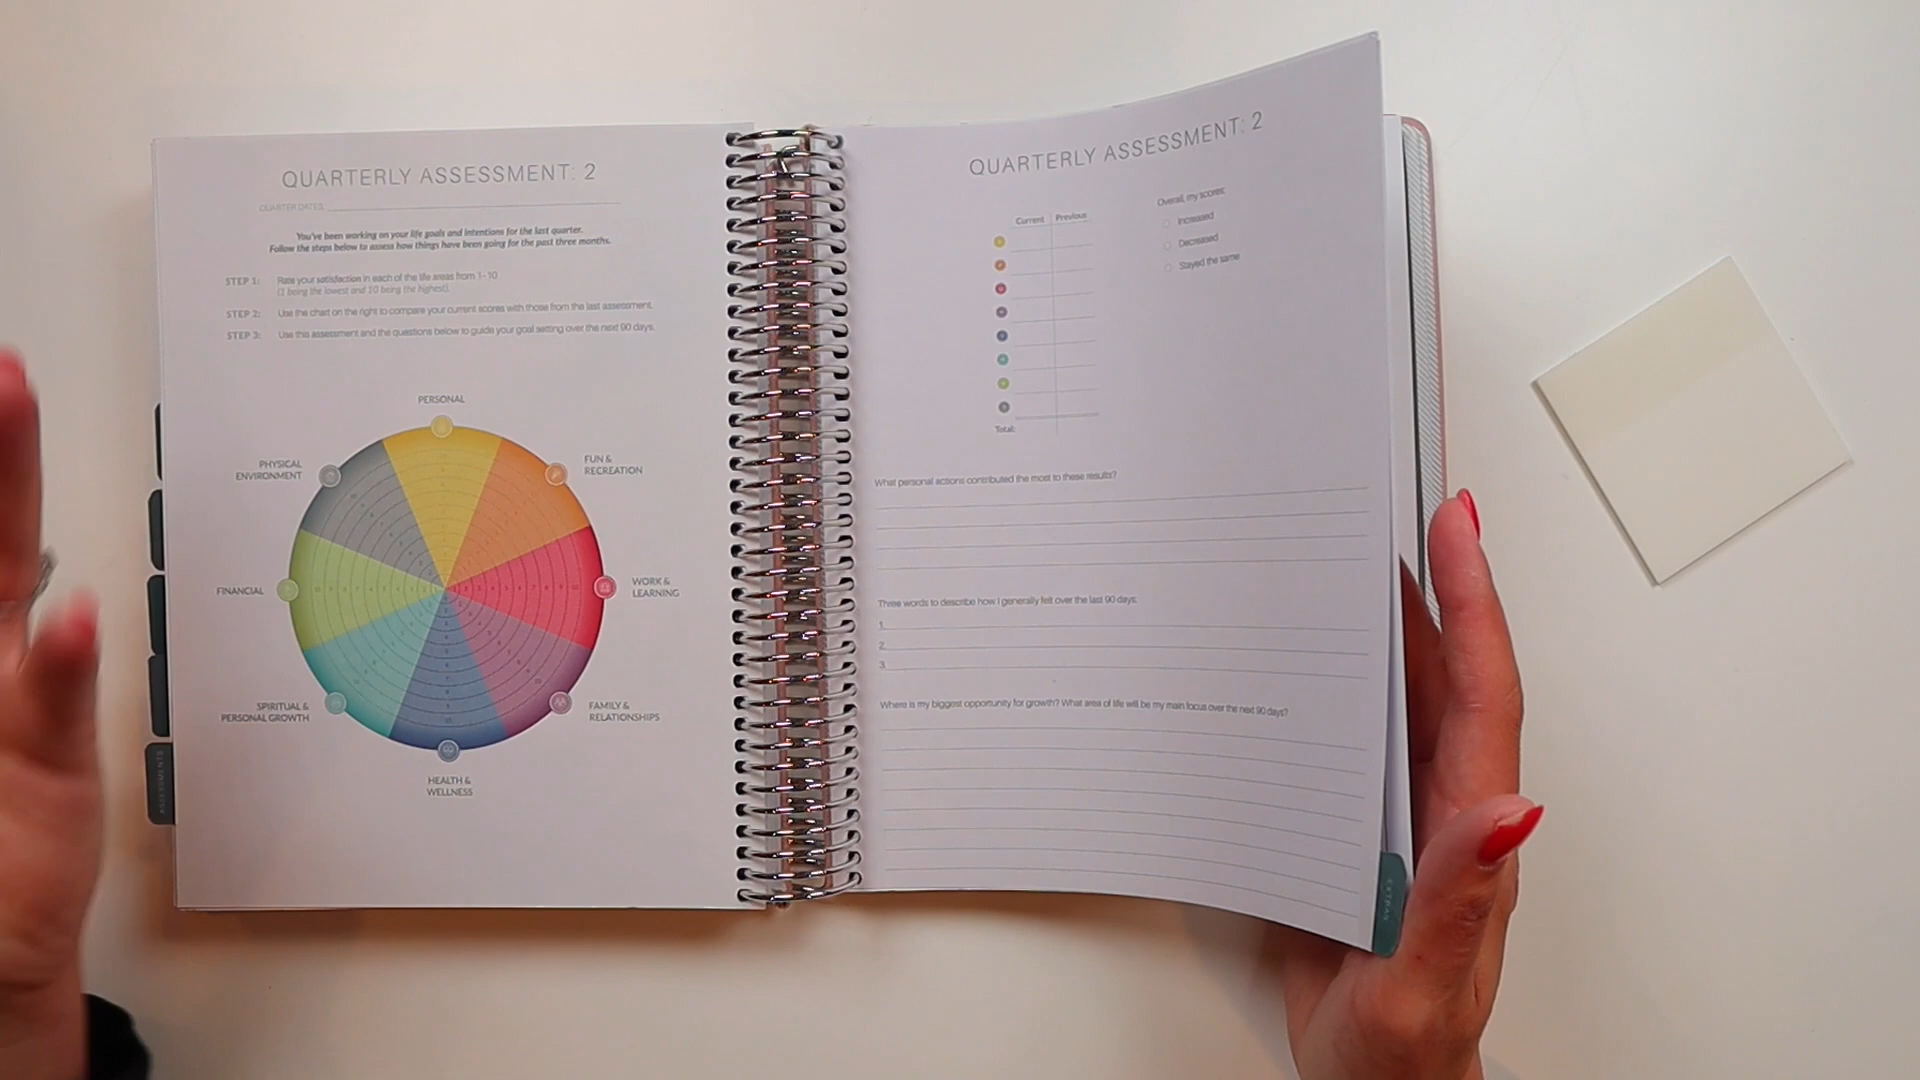 QUARTERLY ASSESSMENT: 2
QUARTER DATES:
You've been working on your life goals and intentions for the last quarter.
Follow the steps below to assess how things have been going for the past three months.
STEP 1: Rate your satisfaction in each of the life areas from 1-10
(1 being the lowest and 10 being the highest).
STEP 2: Use the chart on the right to compare your current scores with those from the last assessment.
STEP 3: Use this assessment and the questions below to guide your goal setting over the next 90 days.
PERSONAL
FUN &
RECREATION
WORK &
LEARNING
FAMILY &
RELATIONSHIPS
HEALTH &
WELLNESS
SPIRITUAL &
PERSONAL GROWTH
FINANCIAL
PHYSICAL
ENVIRONMENT
ASSESSMENTS
QUARTERLY ASSESSMENT: 2
Current Previous
Total:
Overall, my scores:
Increased
Decreased
Stayed the same
What personal actions contributed the most to these results?
Three words to describe how I generally felt over the last 90 days.
1.
2.
3.
Where is my biggest opportunity for growth? What area of life will be my main focus over the next 90 days?
EXTRAS